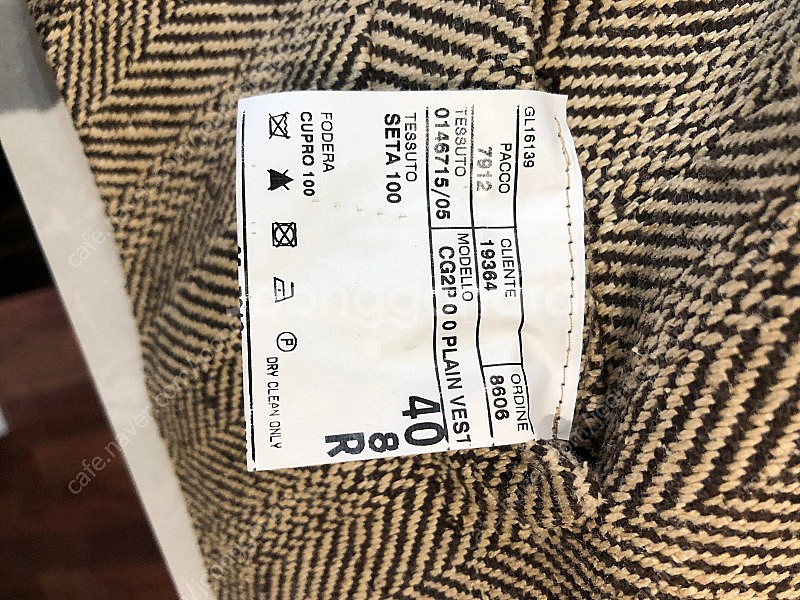 GL16139
PACCO CLIENTE ORDINE
7912 19364 8606
TESSUTO MODELLO
0146715/05 CG2P 0 0 PLAIN VEST
40
8
R
TESSUTO
SETA 100
FODERA
CUPRO 100
P
DRY CLEAN ONLY